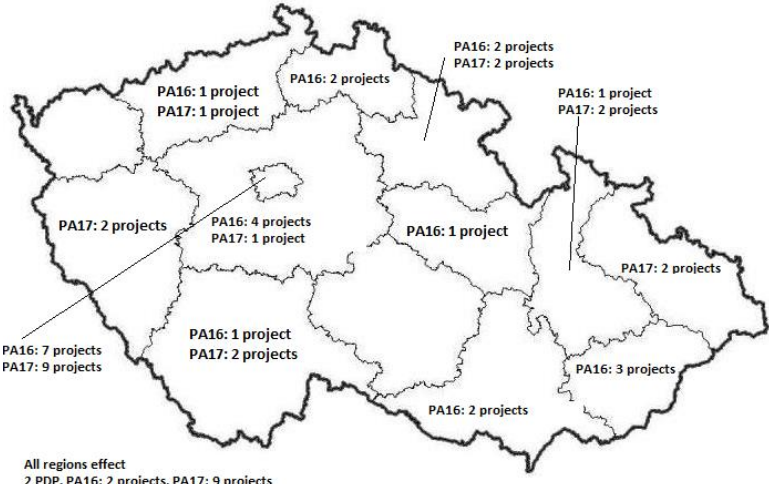 PA16: 2 projects
PA17: 2 projects
PA16: 1 project
PA17: 1 project
PA16: 2 projects
PA16: 1 project
PA17: 2 projects
PA17: 2 projects
PA16: 4 projects
PA17: 1 project
PA16: 1 project
PA17: 2 projects
PA16: 1 project
PA17: 2 projects
PA16: 7 projects
PA17: 9 projects
PA16: 3 projects
PA16: 2 projects
All regions effect
2 PDP, PA16: 2 projects, PA17: 9 projects